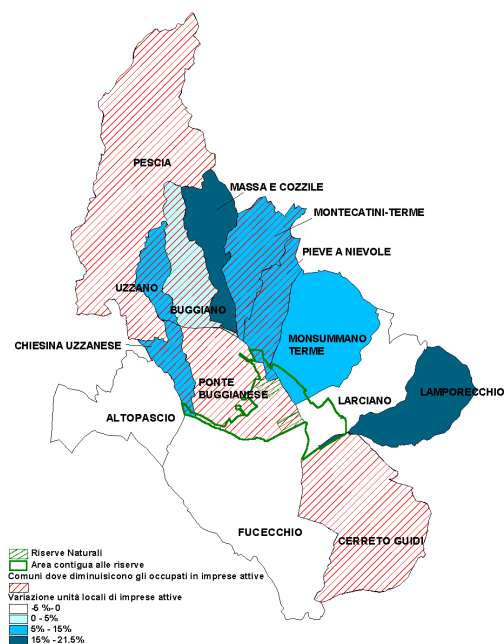 PESCIA
MASSA E COZZILE
MONTECATINI-TERME
PIEVE A NIEVOLE
UZZANO
BUGGIANO
CHIESINA UZZANESE
MONSUMMANO
TERME
PONTE
BUGGIANESE
LAMPORECCHIO
LARCIANO
ALTOPASCIO
FUCECCHIO
CERRETO GUIDI
Riserve Naturali
Area contigua alle riserve
Comuni dove diminuisicono gli occupati in imprese attive
Variazione unità locali di imprese attive
-5 %- 0
0 - 5%
5% - 15%
15% - 21.5%